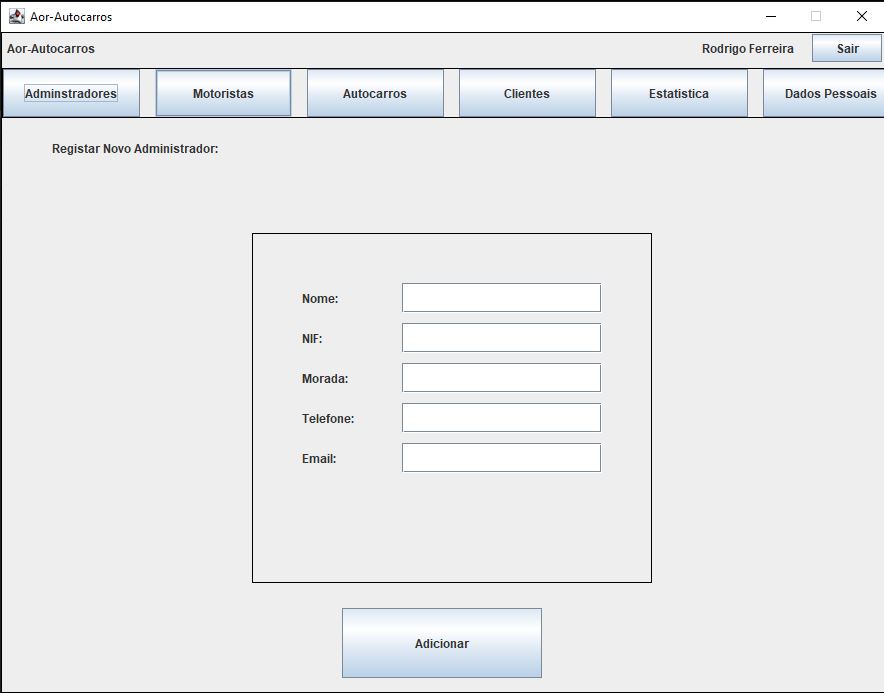 Aor-Autocarros
Aor-Autocarros Rodrigo Ferreira Sair
Adminstradores Motoristas Autocarros Clientes Estatistica Dados Pessoais
Registar Novo Administrador:
Nome:
NIF:
Morada:
Telefone:
Email:
Adicionar